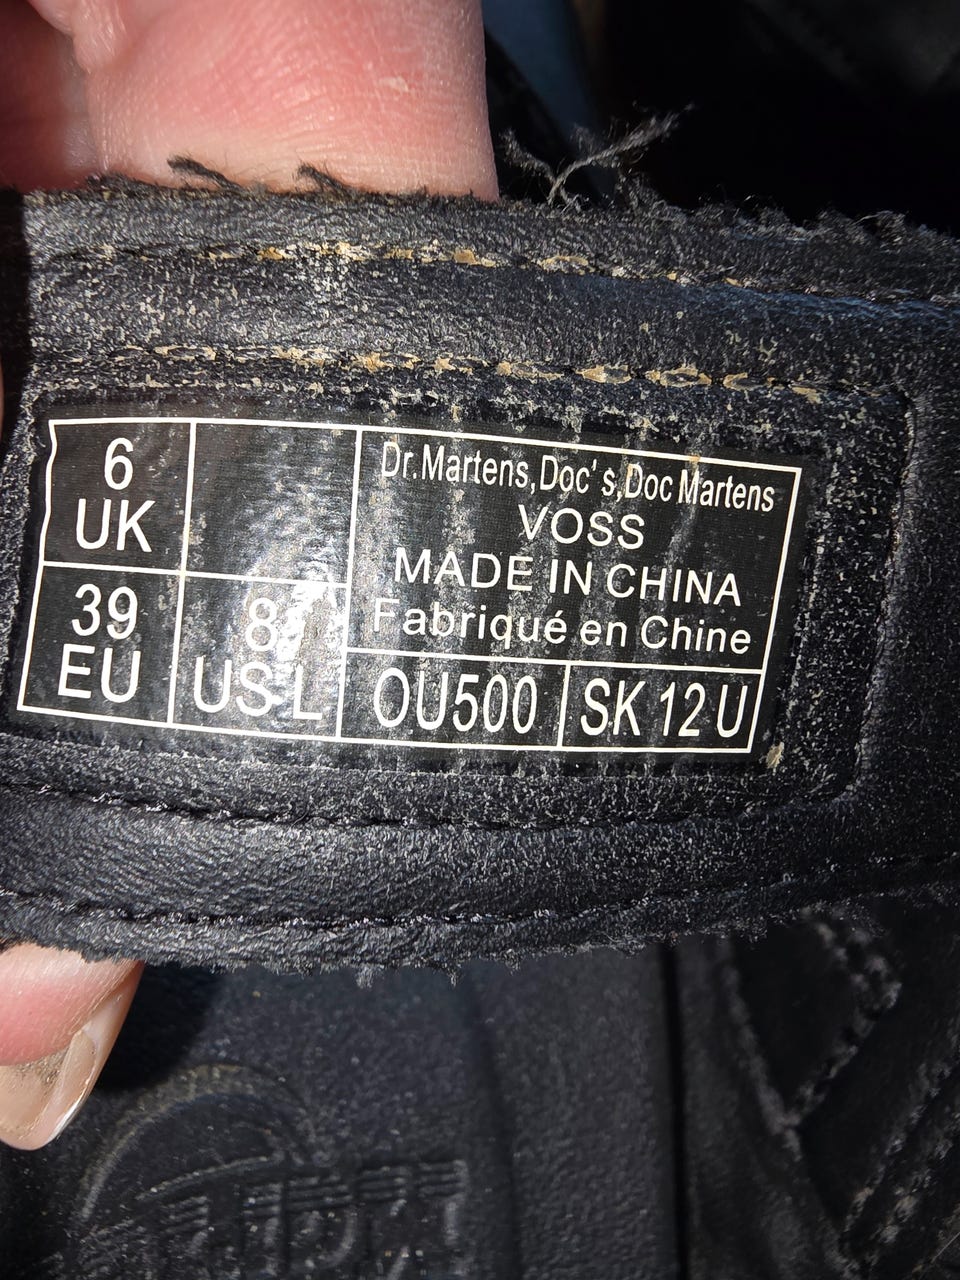 6
UK
39
EU
8
US L
Dr.Martens,Doc's,Doc Martens
VOSS
MADE IN CHINA
Fabriqué en Chine
OU500
SK 12 U